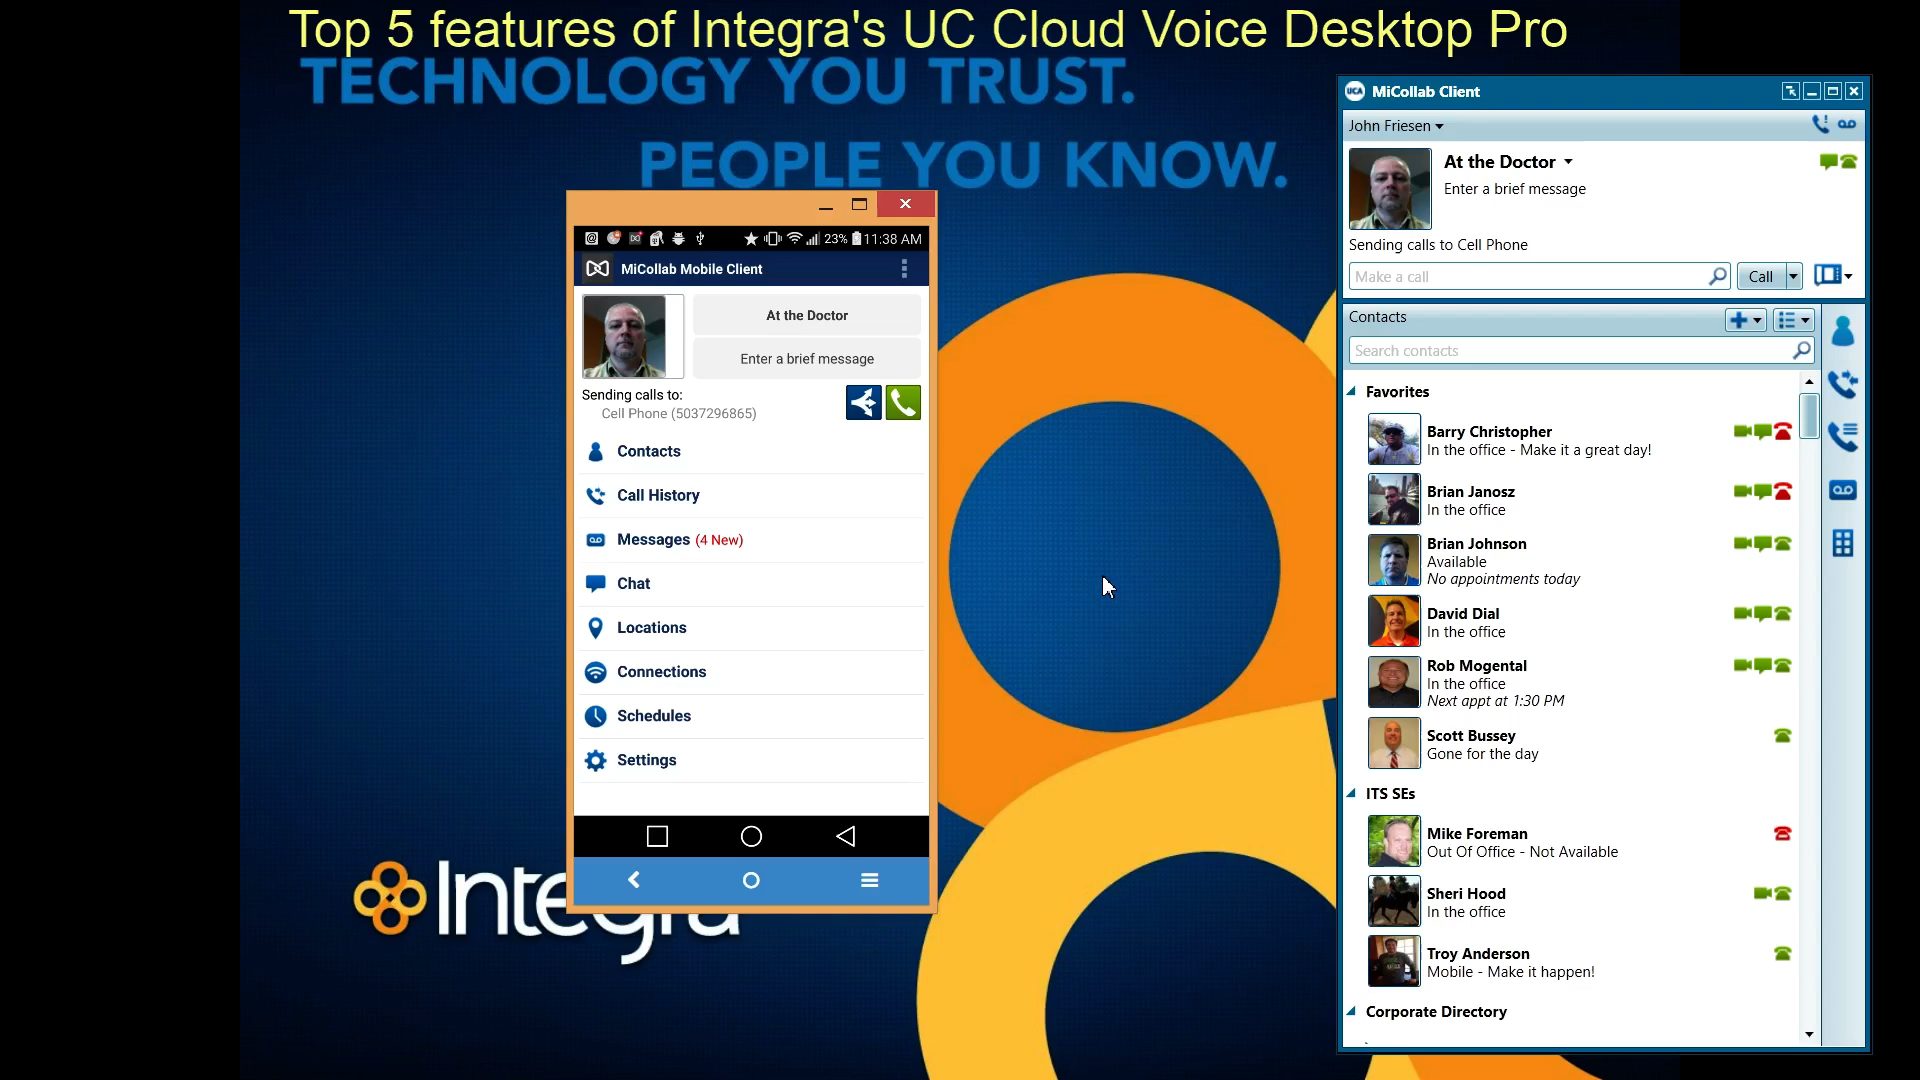 Top 5 features of Integra's UC Cloud Voice Desktop Pro
TECHNOLOGY YOU TRUST.
PEOPLE YOU KNOW.
23% 11:38 AM
MiCollab Mobile Client
At the Doctor
Enter a brief message
Sending calls to:
Cell Phone (5037296865)
Contacts
Call History
Messages (4 New)
Chat
Locations
Connections
Schedules
Settings
Integra
UCA MiCollab Client
John Friesen
At the Doctor
Enter a brief message
Sending calls to Cell Phone
Make a call
Call
Contacts
Search contacts
Favorites
Barry Christopher
In the office - Make it a great day!
Brian Janosz
In the office
Brian Johnson
Available
No appointments today
David Dial
In the office
Rob Mogental
In the office
Next appt at 1:30 PM
Scott Bussey
Gone for the day
ITS SEs
Mike Foreman
Out Of Office - Not Available
Sheri Hood
In the office
Troy Anderson
Mobile - Make it happen!
Corporate Directory